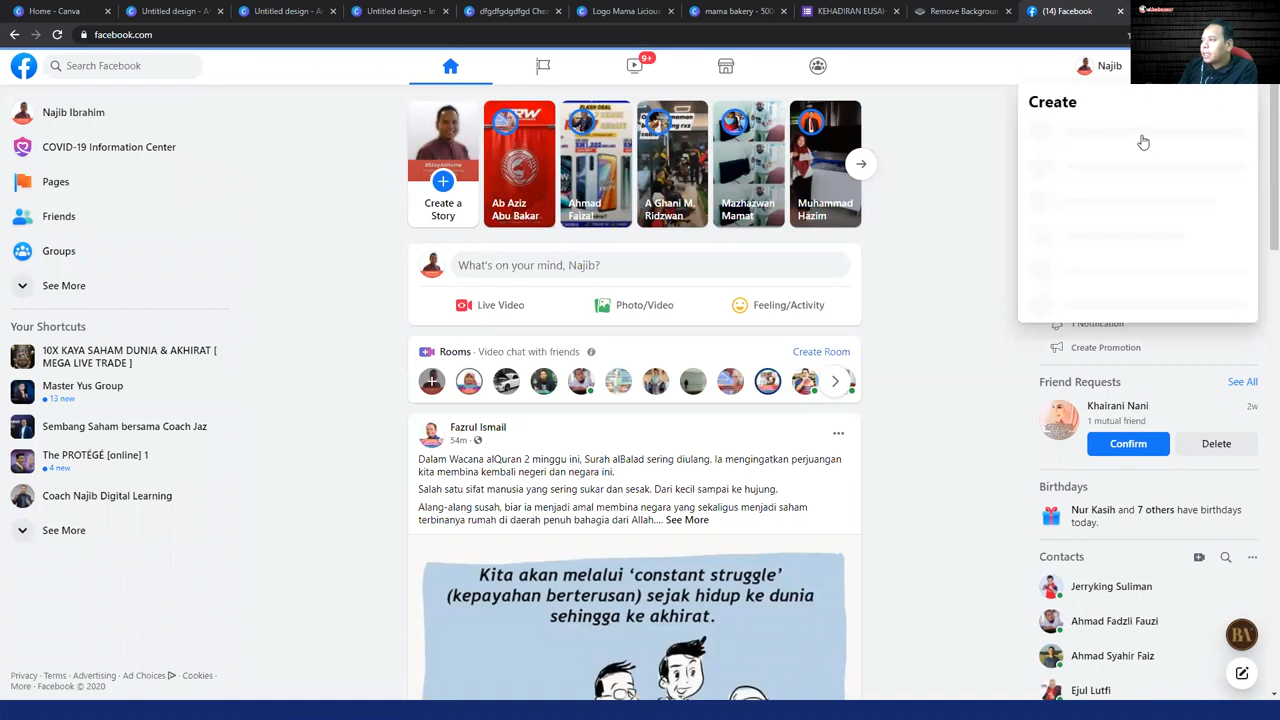 Home - Canva
Untitled design - A
Untitled design - A
Untitled design - In
dfgdfgdgfgd Chez
Logo Mama Licious
mama bakery - 500
KEHADIRAN EUSAH
Remove Backgroun
(14) Facebook
facebook.com
Search Facebook
9+
Najib
Create
Najib Ibrahim
COVID-19 Information Center
Pages
Friends
Groups
See More
Your Shortcuts
10X KAYA SAHAM DUNIA & AKHIRAT [
MEGA LIVE TRADE ]
Master Yus Group
13 new
Sembang Saham bersama Coach Jaz
The PROTÉGÉ [online] 1
4 new
Coach Najib Digital Learning
See More
Privacy · Terms · Advertising · Ad Choices · Cookies ·
More · Facebook © 2020
Create a
Story
Ab Aziz
Abu Bakar
Ahmad
Faizal
A Ghani M.
Ridzwan
Mazhazwan
Mamat
Muhammad
Hazim
What's on your mind, Najib?
Live Video
Photo/Video
Feeling/Activity
Rooms · Video chat with friends
Create Room
Fazrul Ismail
54m
Dalam Wacana alQuran 2 minggu ini, Surah alBalad sering diulang. Ia mengingatkan perjuangan
kita membina kembali negeri dan negara ini.
Salah satu sifat manusia yang sering sukar dan sesak. Dari kecil sampai ke hujung.
Alang-alang susah, biar ia menjadi amal membina negara yang sekaligus menjadi saham
terbinanya rumah di daerah penuh bahagia dari Allah.... See More
Kita akan melalui ‘constant struggle’
(kepayahan berterusan) sejak hidup ke dunia
sehingga ke akhirat.
1 Notification
Create Promotion
Friend Requests
See All
Khairani Nani
2w
1 mutual friend
Confirm
Delete
Birthdays
Nur Kasih and 7 others have birthdays
today.
Contacts
Jerryking Suliman
Ahmad Fadzli Fauzi
Ahmad Syahir Faiz
Ejul Lutfi